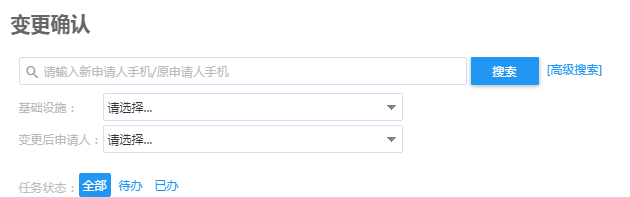 变更确认
请输入新申请人手机/原申请人手机 搜索 [高级搜索]
基础设施： 请选择...
变更后申请人： 请选择...
任务状态： 全部 待办 已办